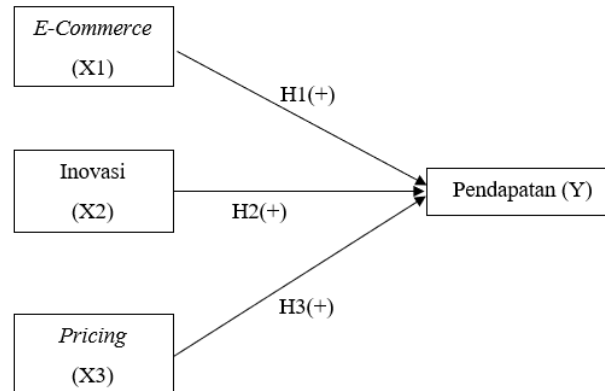 E-Commerce
(X1)
H1(+)
Inovasi
(X2)
H2(+)
Pendapatan (Y)
H3(+)
Pricing
(X3)